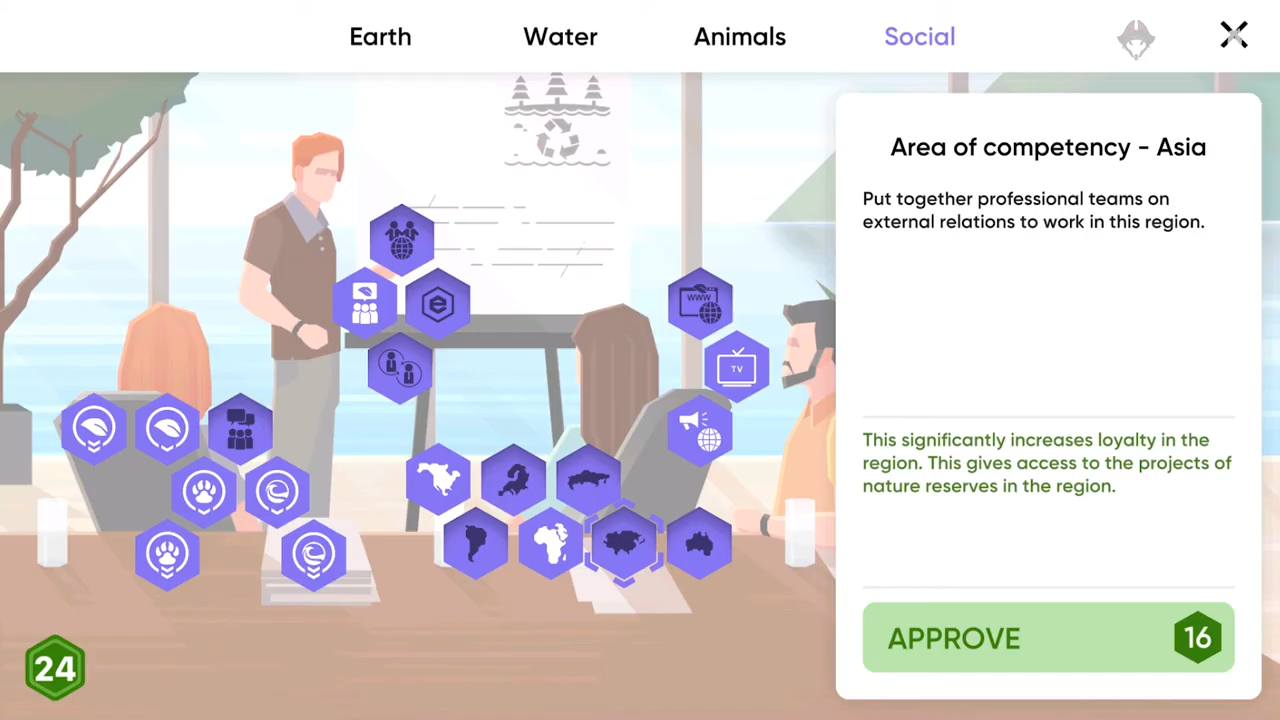 Earth Water Animals Social
Area of competency - Asia
Put together professional teams on
external relations to work in this region.
WWW
TV
e
This significantly increases loyalty in the
region. This gives access to the projects of
nature reserves in the region.
APPROVE 16
24